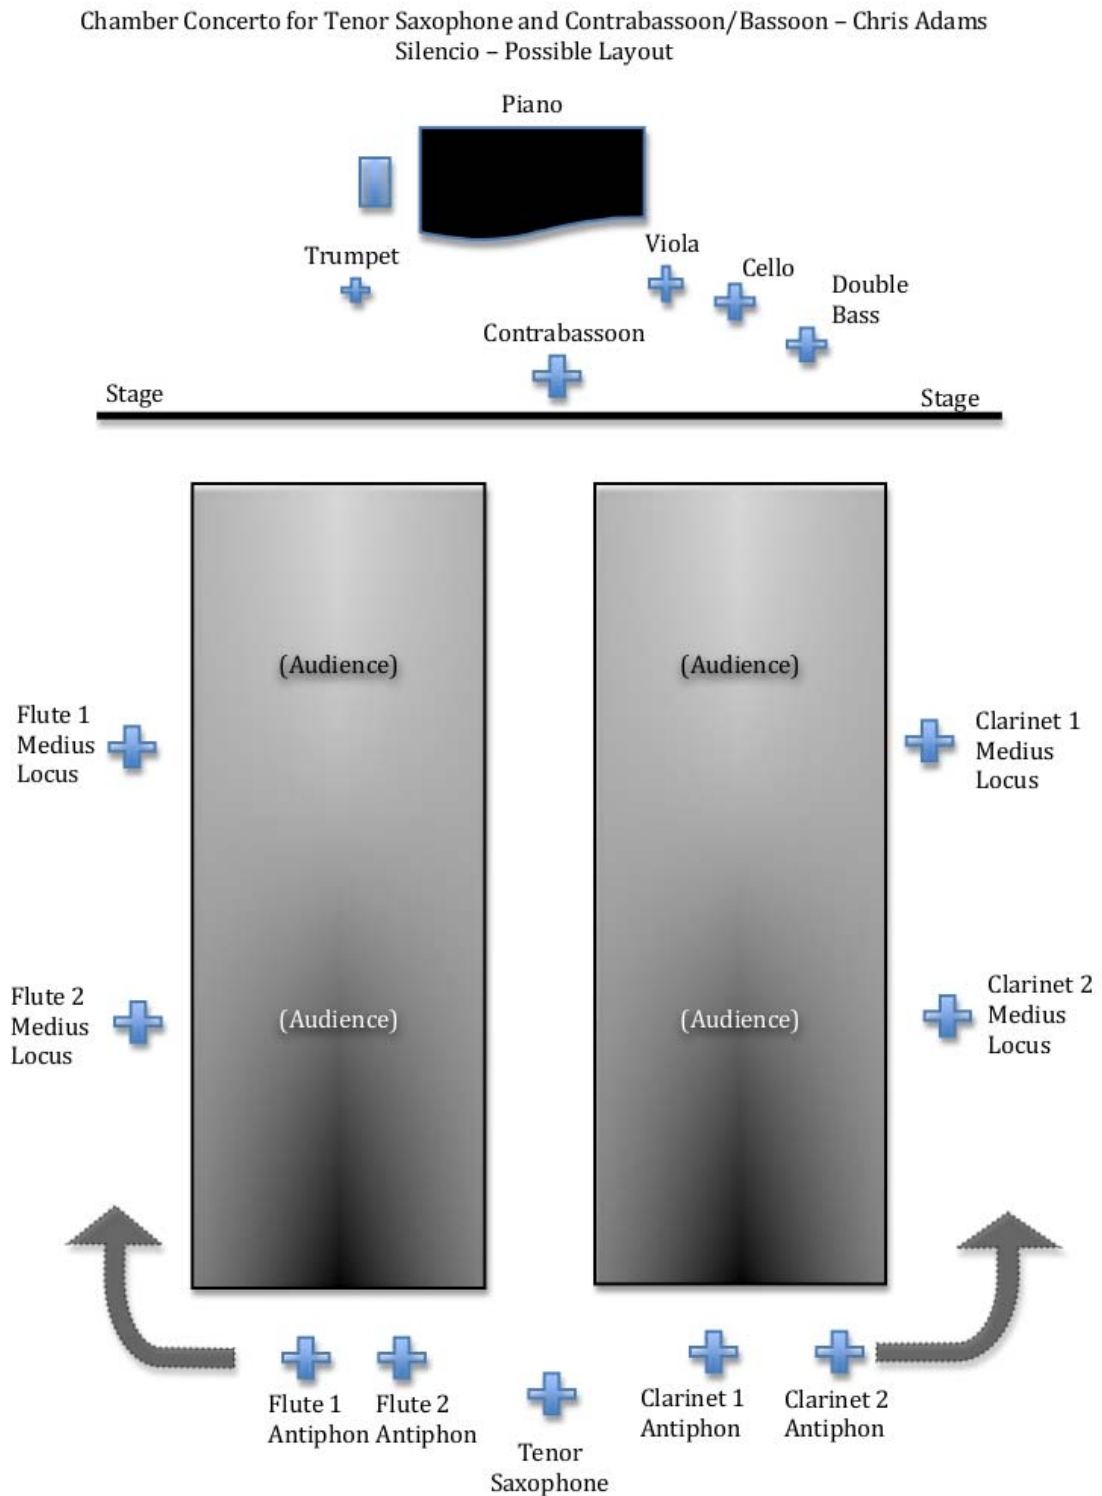 Chamber Concerto for Tenor Saxophone and Contrabassoon/Bassoon – Chris Adams
Silencio – Possible Layout
Piano
Trumpet
Viola
Cello
Double
Bass
Contrabassoon
Stage
Stage
(Audience)
(Audience)
Flute 1
Medius
Locus
Clarinet 1
Medius
Locus
Flute 2
Medius
Locus
(Audience)
(Audience)
Clarinet 2
Medius
Locus
Flute 1
Antiphon
Flute 2
Antiphon
Tenor
Saxophone
Clarinet 1
Antiphon
Clarinet 2
Antiphon